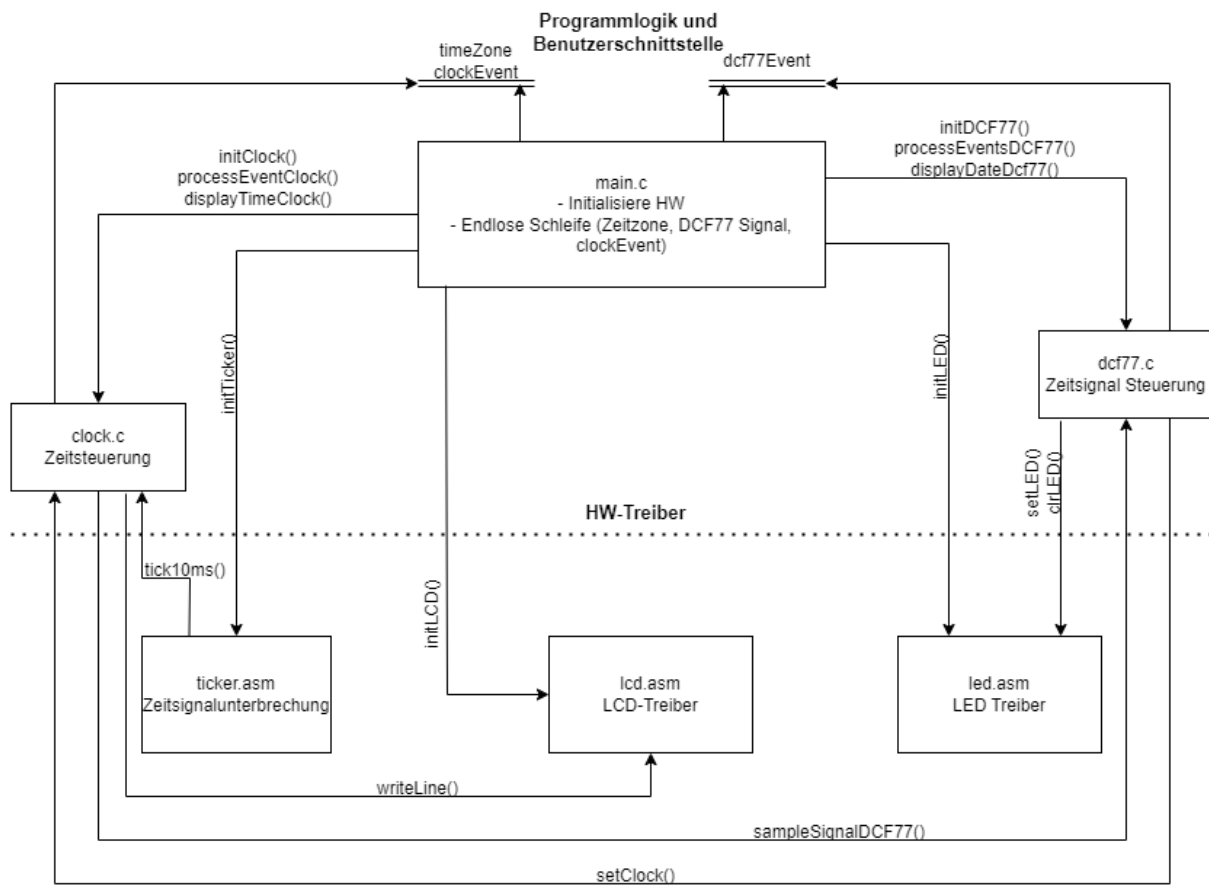 Programmlogik und
Benutzerschnittstelle
timeZone
clockEvent
dcf77Event
initClock()
processEventClock()
displayTimeClock()
main.c
- Initialisiere HW
- Endlose Schleife (Zeitzone, DCF77 Signal,
clockEvent)
initDCF77()
processEventsDCF77()
displayDateDcf77()
initTicker()
initLED()
dcf77.c
Zeitsignal Steuerung
clock.c
Zeitsteuerung
setLED()
clrLED()
HW-Treiber
tick10ms()
initLCD()
ticker.asm
Zeitsignalunterbrechung
lcd.asm
LCD-Treiber
led.asm
LED Treiber
writeLine()
sampleSignalDCF77()
setClock()